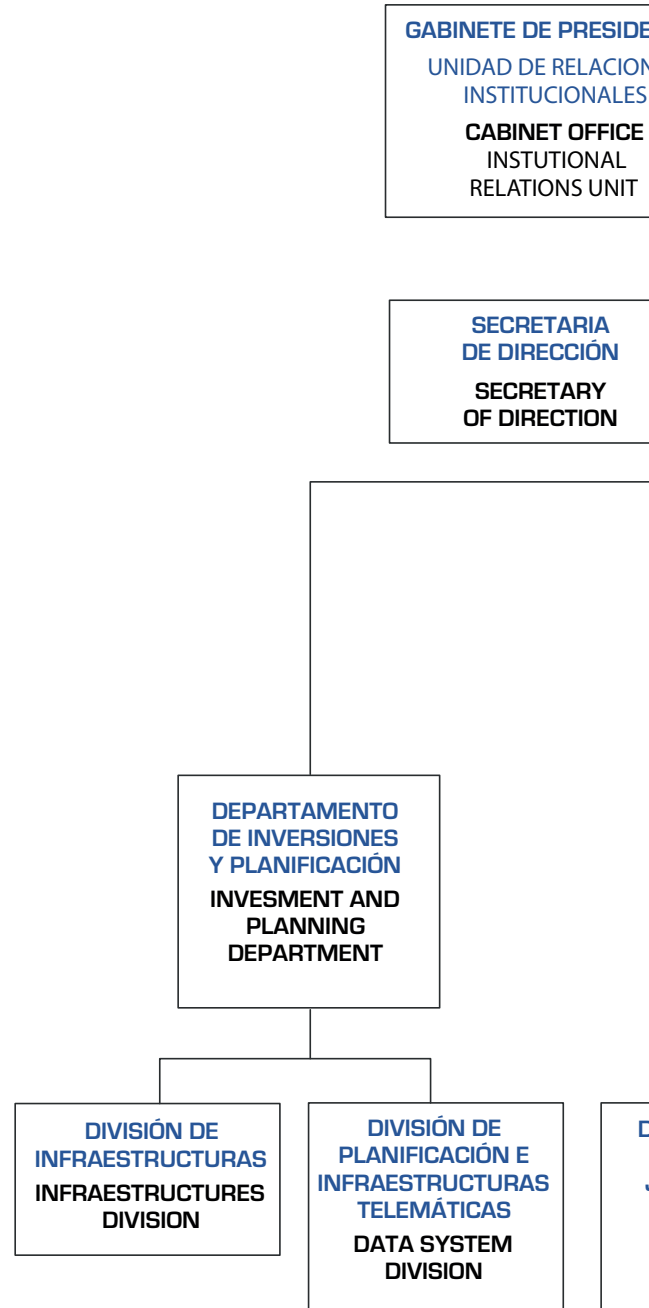 GABINETE DE PRESIDE
UNIDAD DE RELACION
INSTITUCIONALES
CABINET OFFICE
INSTUTIONAL
RELATIONS UNIT
SECRETARIA
DE DIRECCIÓN
SECRETARY
OF DIRECTION
DEPARTAMENTO
DE INVERSIONES
Y PLANIFICACIÓN
INVESMENT AND
PLANNING
DEPARTMENT
DIVISIÓN DE
INFRAESTRUCTURAS
INFRAESTRUCTURES
DIVISION
DIVISIÓN DE
PLANIFICACIÓN E
INFRAESTRUCTURAS
TELEMÁTICAS
DATA SYSTEM
DIVISION
D